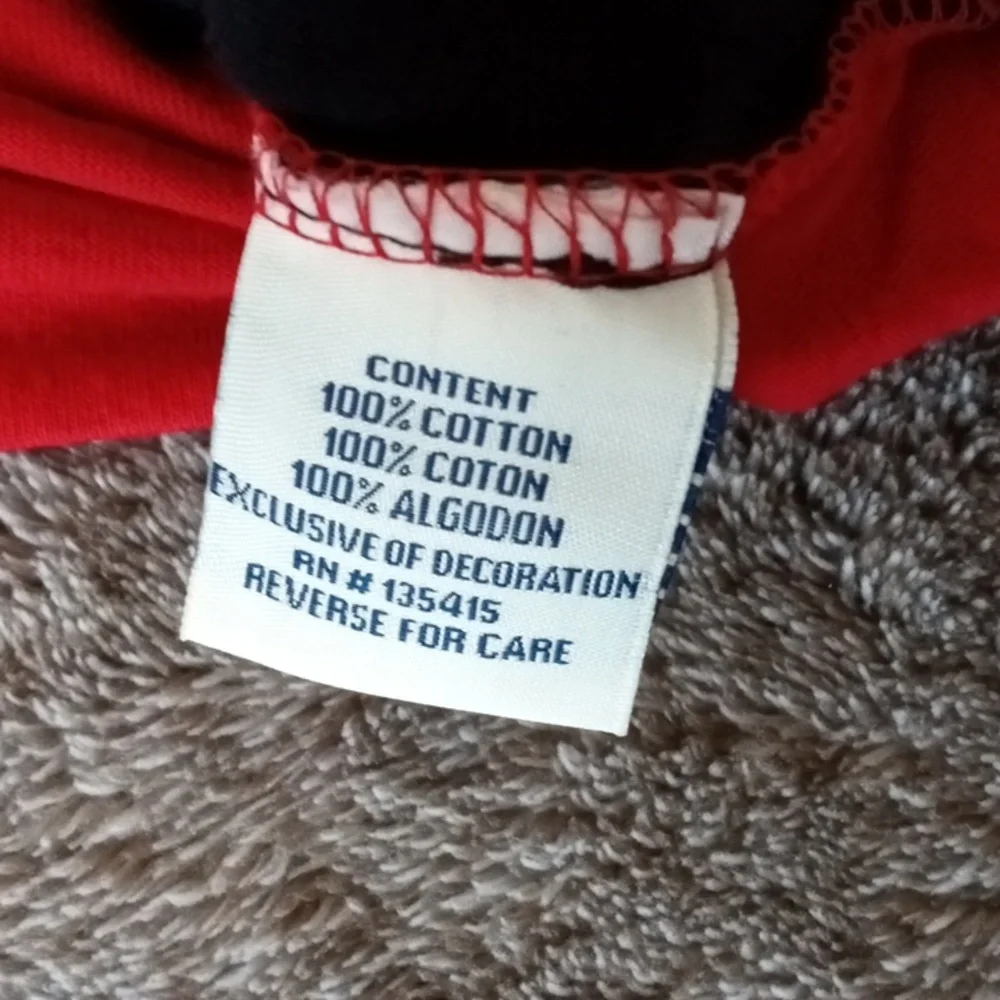 CONTENT
100% COTTON
100% COTON
100% ALGODON
EXCLUSIVE OF DECORATION
RN # 135415
REVERSE FOR CARE